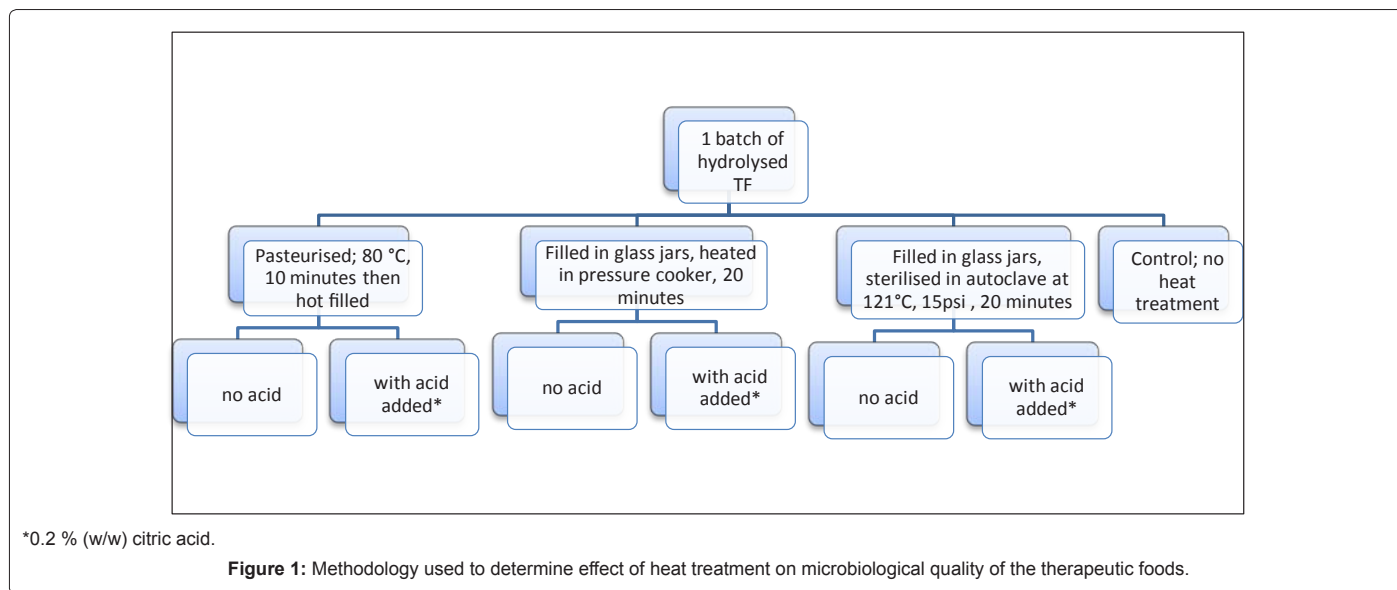 1 batch of
hydrolysed
TF
Pasteurised; 80 °C,
10 minutes then
hot filled
Filled in glass jars, heated
in pressure cooker, 20
minutes
Filled in glass jars,
sterilised in autoclave at
121°C, 15psi , 20 minutes
Control; no
heat
treatment
no acid
with acid
added*
no acid
with acid
added*
no acid
with acid
added*
*0.2 % (w/w) citric acid.
Figure 1: Methodology used to determine effect of heat treatment on microbiological quality of the therapeutic foods.